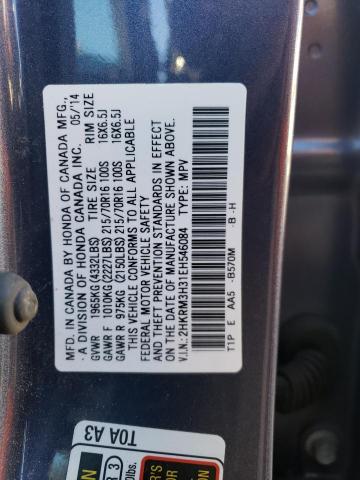 MFD. IN CANADA BY HONDA OF CANADA MFG.,
A DIVISION OF HONDA CANADA INC. 05/14
TIRE SIZE RIM SIZE
GVWR 1965KG (4332LBS)
GAWR F 1010KG (2227LBS) 215/70R16 100S 16X6.5J
GAWR R 975KG (2150LBS) 215/70R16 100S 16X6.5J
THIS VEHICLE CONFORMS TO ALL APPLICABLE
FEDERAL MOTOR VEHICLE SAFETY
AND THEFT PREVENTION STANDARDS IN EFFECT
ON THE DATE OF MANUFACTURE SHOWN ABOVE.
V.I.N.: 2HKRM3H31EH546084 TYPE: MPV
T1P E AA5 -B570M -B -H
T0A A3
R 3
lbs.